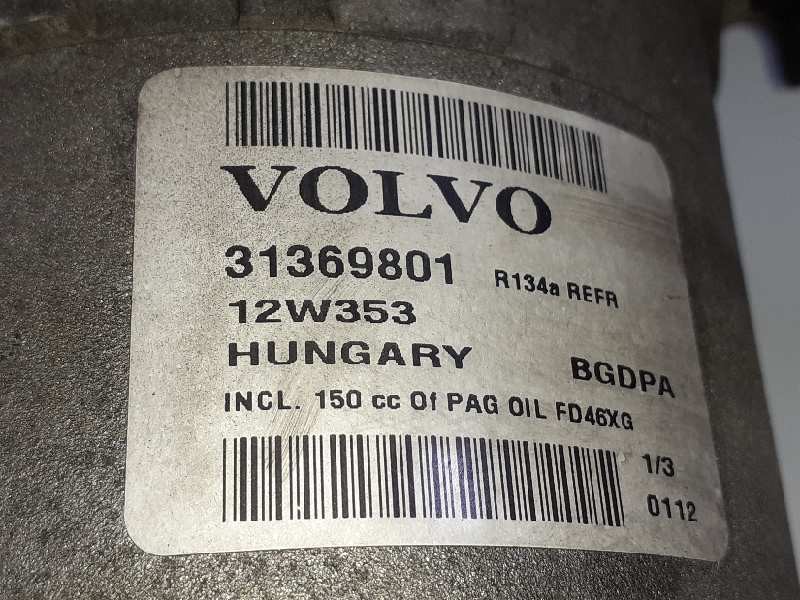 VOLVO
31369801 R134a REFR
12W353
HUNGARY BGDPA
INCL. 150 cc Of PAG OIL FD46XG
1/3
0112